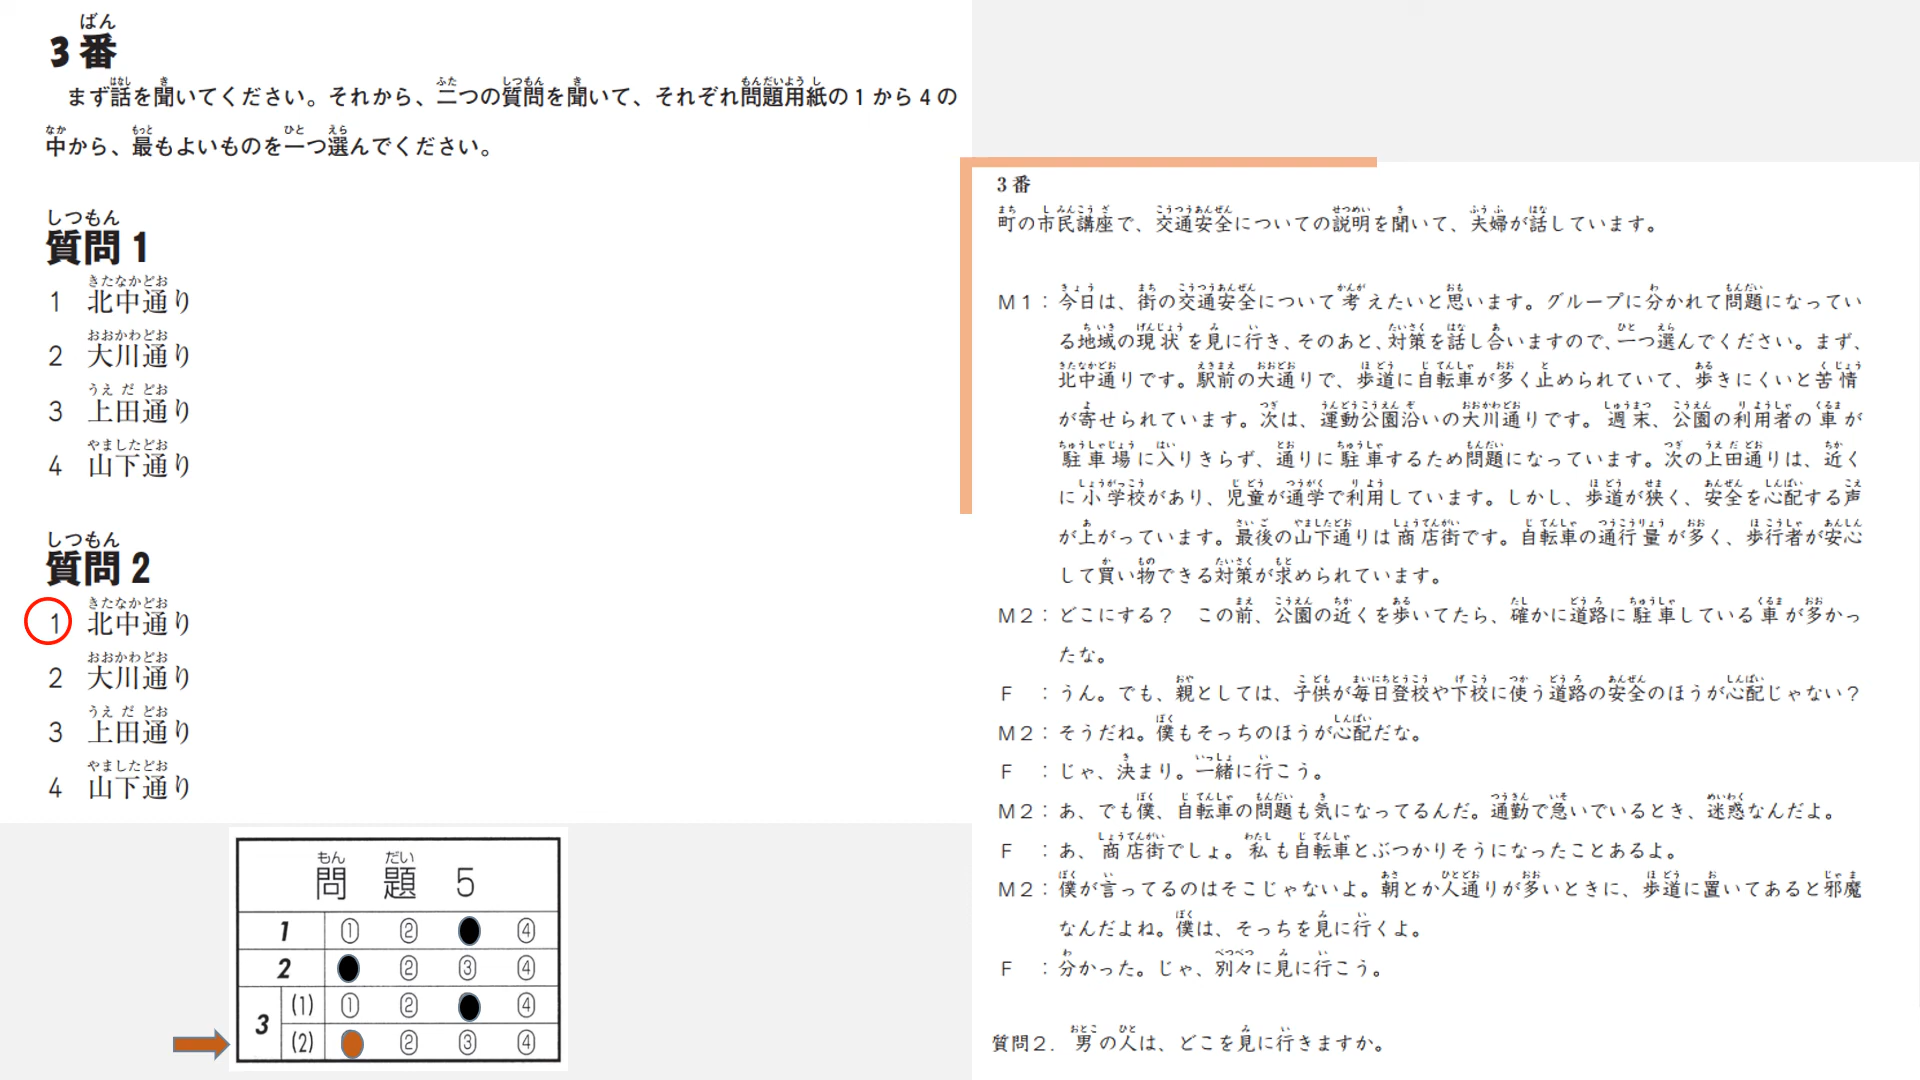 3番
まず話を聞いてください。それから、二つの質問を聞いて、それぞれ問題用紙の1から4の
中から、最もよいものを一つ選んでください。
質問1
1 北中通り
2 大川通り
3 上田通り
4 山下通り
質問2
1 北中通り
2 大川通り
3 上田通り
4 山下通り
問題 5
1 ① ② ④
2 ② ③ ④
3 (1) ① ② ④
(2) ② ③ ④
3番
町の市民講座で、交通安全についての説明を聞いて、夫婦が話しています。
M1：今日は、街の交通安全について考えたいと思います。グループに分かれて問題になってい
る地域の現状を見に行き、そのあと、対策を話し合いますので、一つ選んでください。まず、
北中通りです。駅前の大通りで、歩道に自転車が多く止められていて、歩きにくいと苦情
が寄せられています。次は、運動公園沿いの大川通りです。週末、公園の利用者の車が
駐車場に入りきらず、通りに駐車するため問題になっています。次の上田通りは、近く
に小学校があり、児童が通学で利用しています。しかし、歩道が狭く、安全を心配する声
が上がっています。最後の山下通りは商店街です。自転車の通行量が多く、歩行者が安心
して買い物できる対策が求められています。
M2：どこにする？ この前、公園の近くを歩いてたら、確かに道路に駐車している車が多かっ
たな。
F ：うん。でも、親としては、子供が毎日登校や下校に使う道路の安全のほうが心配じゃない？
M2：そうだね。僕もそっちのほうが心配だな。
F ：じゃ、決まり。一緒に行こう。
M2：あ、でも僕、自転車の問題も気になってるんだ。通勤で急いでいるとき、迷惑なんだよ。
F ：あ、商店街でしょ。私も自転車とぶつかりそうになったことあるよ。
M2：僕が言ってるのはそこじゃないよ。朝とか人通りが多いときに、歩道に置いてあると邪魔
なんだよね。僕は、そっちを見に行くよ。
F ：分かった。じゃ、別々に見に行こう。
質問2. 男の人は、どこを見に行きますか。